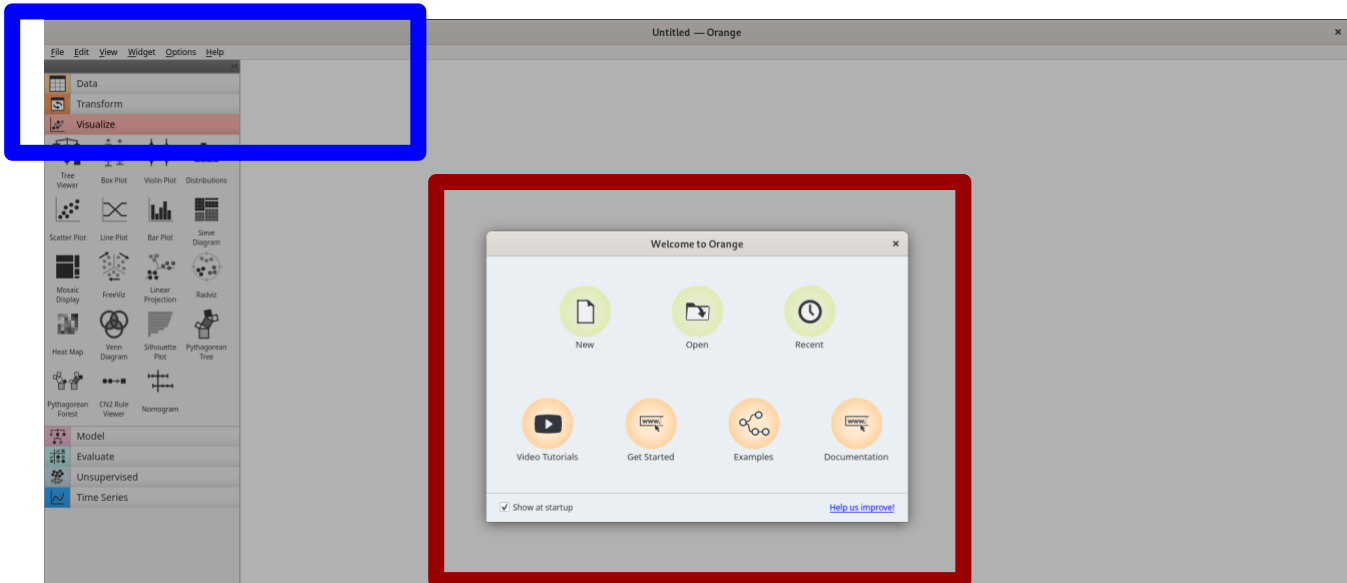 Untitled — Orange
File Edit View Widget Options Help
Data
Transform
Visualize
Tree Viewer
Box Plot
Violin Plot
Distributions
Scatter Plot
Line Plot
Bar Plot
Sieve Diagram
Mosaic Display
FreeViz
Linear Projection
Radviz
Heat Map
Venn Diagram
Silhouette Plot
Pythagorean Tree
Pythagorean Forest
CN2 Rule Viewer
Nomogram
Model
Evaluate
Unsupervised
Time Series
Welcome to Orange
New
Open
Recent
www.
www.
Video Tutorials
Get Started
Examples
Documentation
Show at startup
Help us improve!